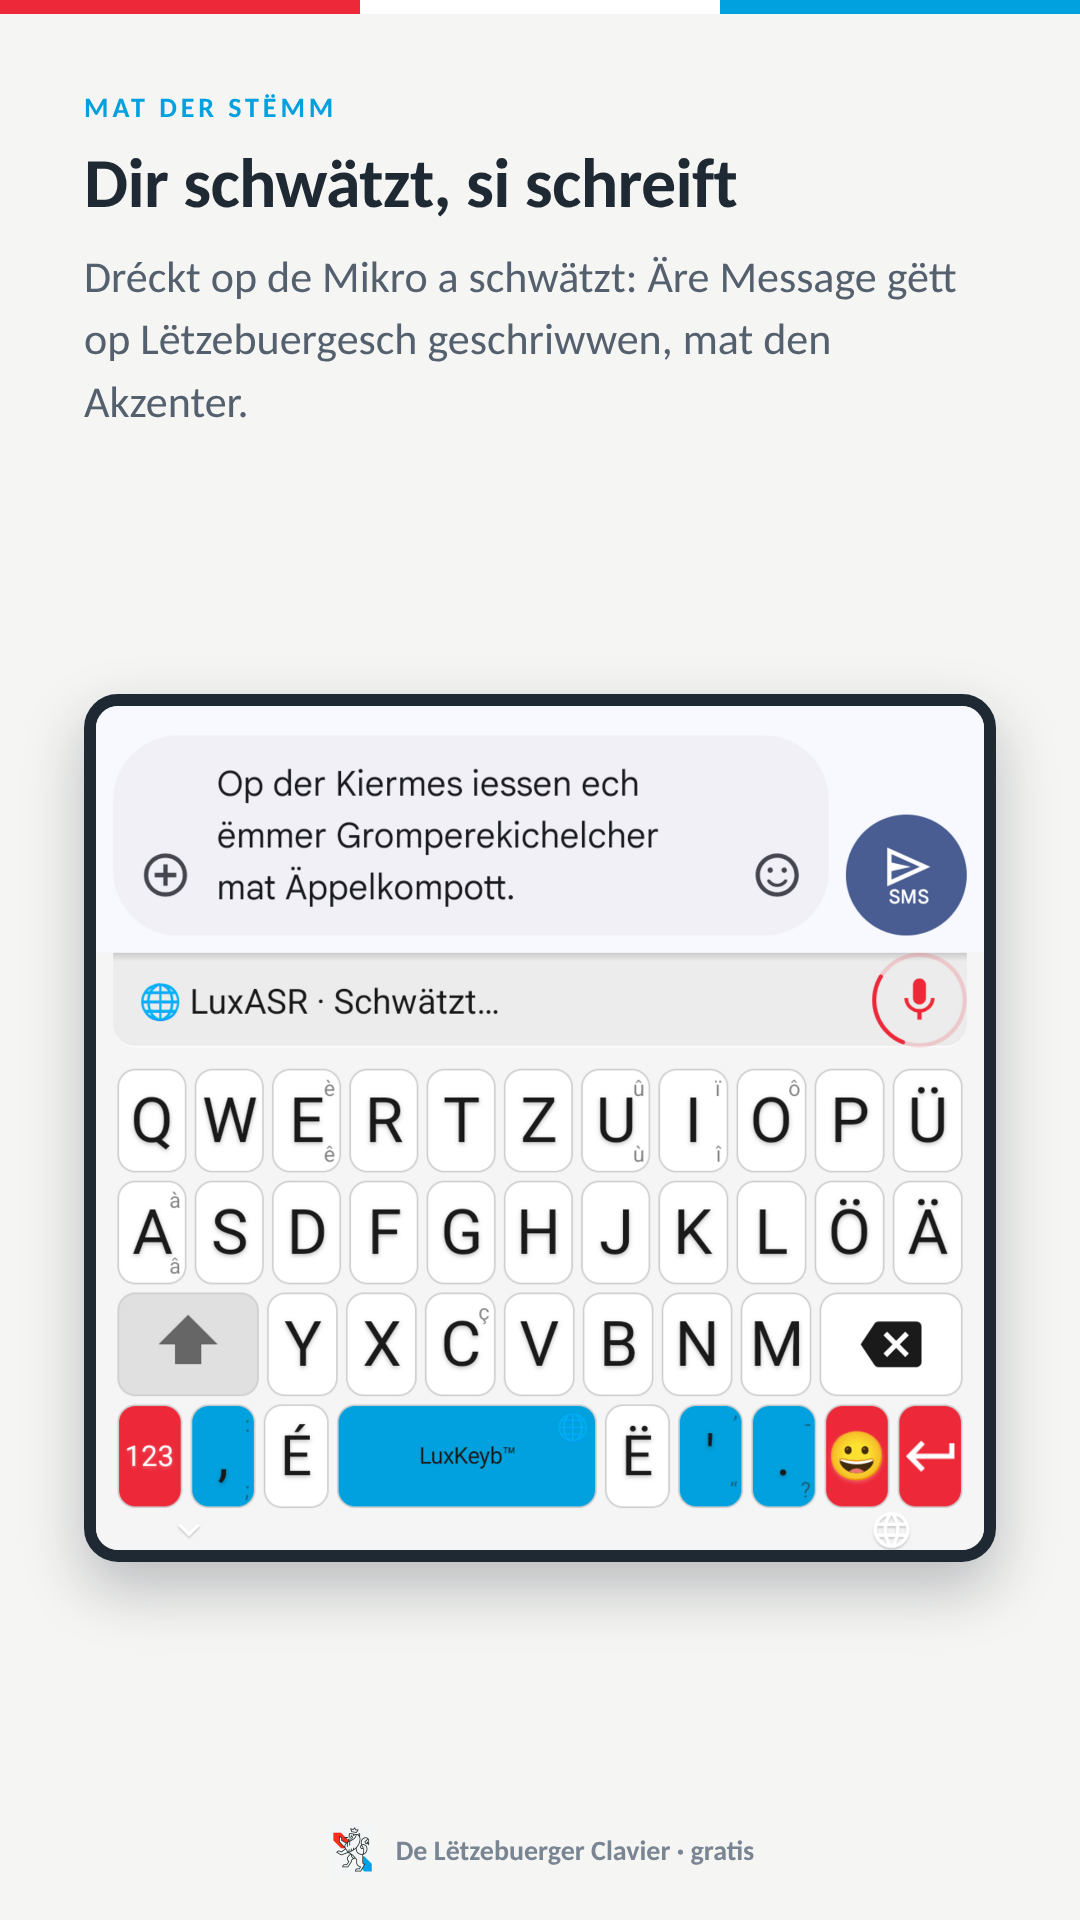 MAT DER STËMM
Dir schwätzt, si schreift
Dréckt op de Mikro a schwätzt: Äre Message gëtt
op Lëtzebuergesch geschriwwen, mat den
Akzenter.
Op der Kiermes iessen ech
ëmmer Gromperekichelcher
mat Äppelkompott.
SMS
LuxASR · Schwätzt...
Q W E è ê R T Z U û ù I ï î O ô P Ü
A à â S D F G H J K L Ö Ä
Y X C ç V B N M
123 , : ; É LuxKeyb™ Ë ' ' " . - ?
De Lëtzebuerger Clavier · gratis